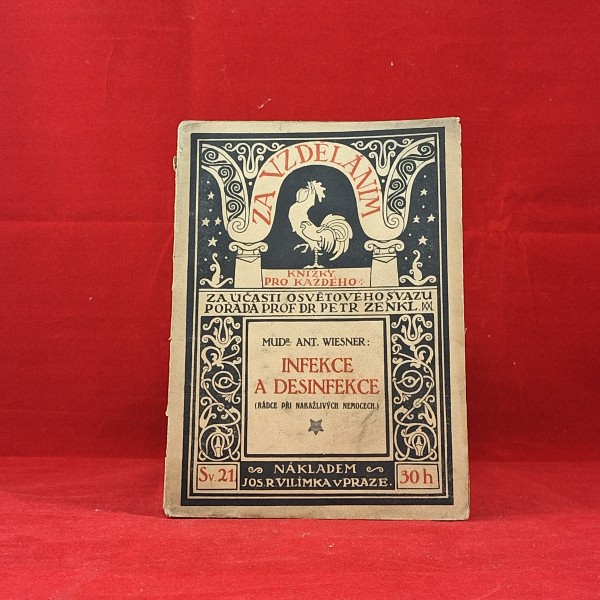 ZA VZDĚLÁNÍM
KNÍŽKY
PRO KAŽDÉHO
ZA ÚČASTI OSVĚTOVÉHO SVAZU
POŘÁDÁ PROF. DR PETR ZENKL.
MUDR. ANT. WIESNER:
INFEKCE
A DESINFEKCE
(RÁDCE PŘI NAKAŽLIVÝCH NEMOCECH.)
Sv. 21.
NÁKLADEM
JOS. R. VILÍMKA V PRAZE.
30 h